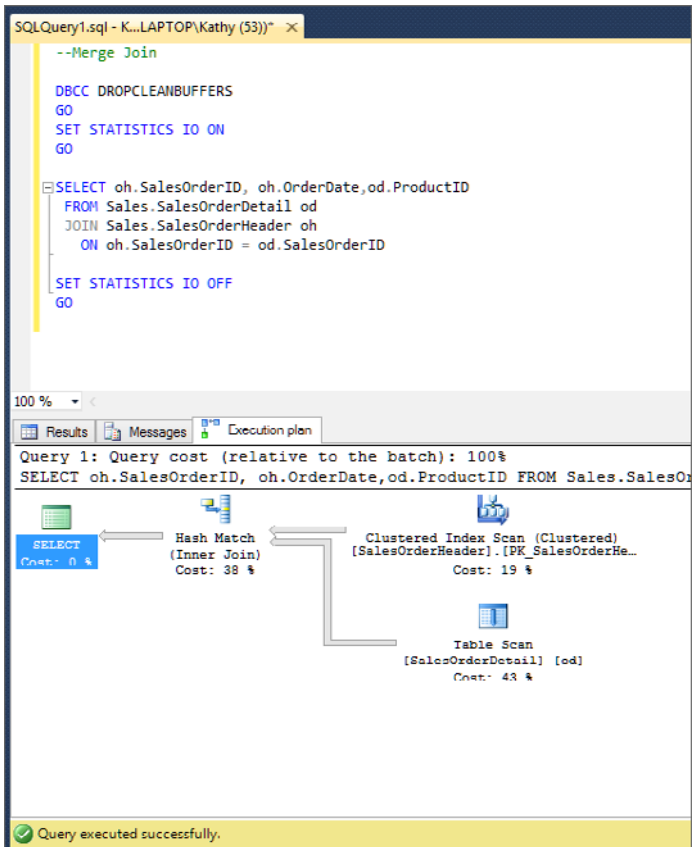 SQLQuery1.sql - K...LAPTOP\Kathy (53))* ×
--Merge Join
DBCC DROPCLEANBUFFERS
GO
SET STATISTICS IO ON
GO
SELECT oh.SalesOrderID, oh.OrderDate,od.ProductID
FROM Sales.SalesOrderDetail od
JOIN Sales.SalesOrderHeader oh
ON oh.SalesOrderID = od.SalesOrderID
SET STATISTICS IO OFF
GO
100 %
Results Messages Execution plan
Query 1: Query cost (relative to the batch): 100%
SELECT oh.SalesOrderID, oh.OrderDate,od.ProductID FROM Sales.SalesOr
SELECT
Cost: 0 %
Hash Match
(Inner Join)
Cost: 38 %
Clustered Index Scan (Clustered)
[SalesOrderHeader].[PK_SalesOrderHe…
Cost: 19 %
Table Scan
[SalesOrderDetail] [od]
Cost: 43 %
Query executed successfully.